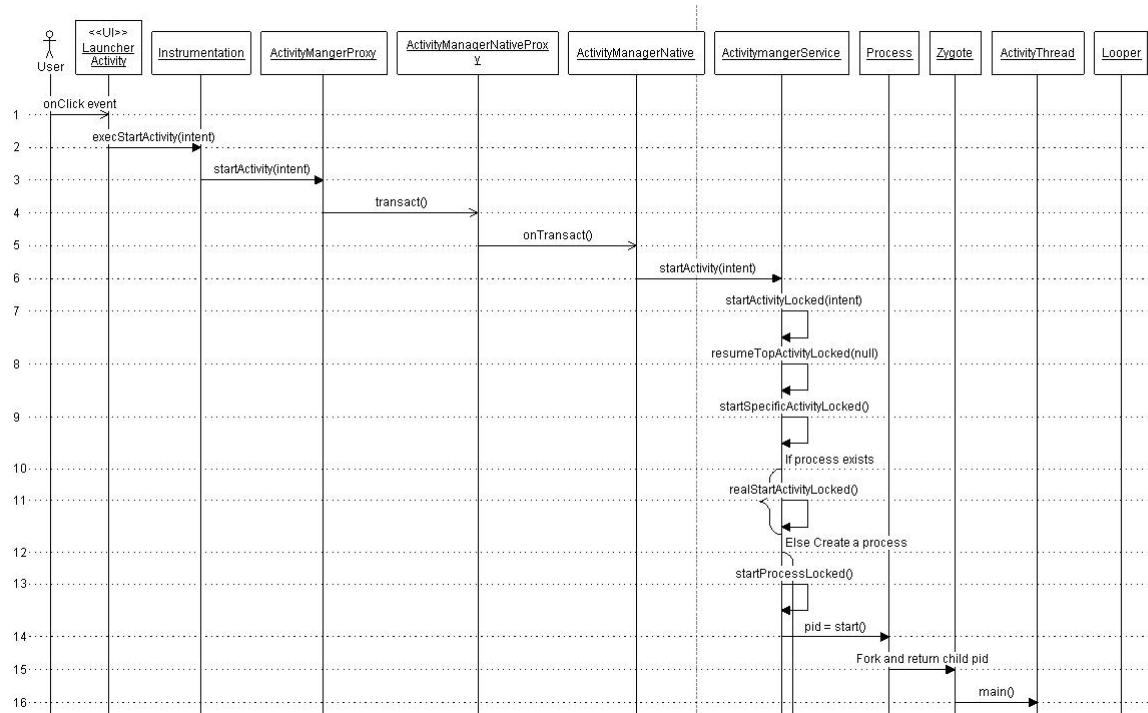 <<UI>>
Launcher
Activity
Instrumentation
ActivityMangerProxy
ActivityManagerNativeProx
y
ActivityManagerNative
ActivitymangerService
Process
Zygote
ActivityThread
Looper
User
onClick event
1
execStartActivity(intent)
2
startActivity(intent)
3
transact()
4
onTransact()
5
startActivity(intent)
6
startActivityLocked(intent)
7
resumeTopActivityLocked(null)
8
startSpecificActivityLocked()
9
If process exists
10
realStartActivityLocked()
11
Else Create a process
12
startProcessLocked()
13
pid = start()
14
Fork and return child pid
15
main()
16